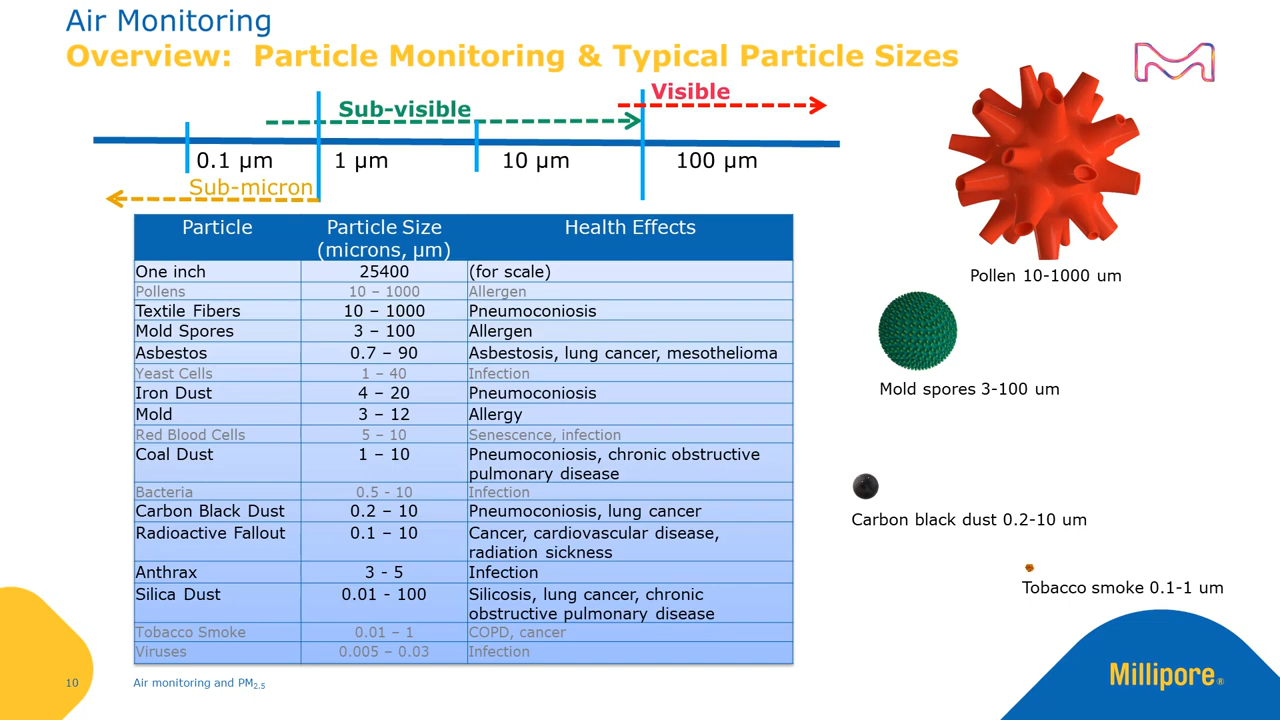 Air Monitoring
Overview:  Particle Monitoring & Typical Particle Sizes
Visible
Sub-visible
0.1 µm
1 µm
10 µm
100 µm
Sub-micron
Particle
Particle Size
(microns, µm)
Health Effects
One inch 25400 (for scale)
Pollens 10 – 1000 Allergen
Textile Fibers 10 – 1000 Pneumoconiosis
Mold Spores 3 – 100 Allergen
Asbestos 0.7 – 90 Asbestosis, lung cancer, mesothelioma
Yeast Cells 1 – 40 Infection
Iron Dust 4 – 20 Pneumoconiosis
Mold 3 – 12 Allergy
Red Blood Cells 5 – 10 Senescence, infection
Coal Dust 1 – 10 Pneumoconiosis, chronic obstructive
pulmonary disease
Bacteria 0.5 - 10 Infection
Carbon Black Dust 0.2 – 10 Pneumoconiosis, lung cancer
Radioactive Fallout 0.1 – 10 Cancer, cardiovascular disease,
radiation sickness
Anthrax 3 - 5 Infection
Silica Dust 0.01 - 100 Silicosis, lung cancer, chronic
obstructive pulmonary disease
Tobacco Smoke 0.01 – 1 COPD, cancer
Viruses 0.005 – 0.03 Infection
Pollen 10-1000 um
Mold spores 3-100 um
Carbon black dust 0.2-10 um
Tobacco smoke 0.1-1 um
10
Air monitoring and PM2.5
Millipore®